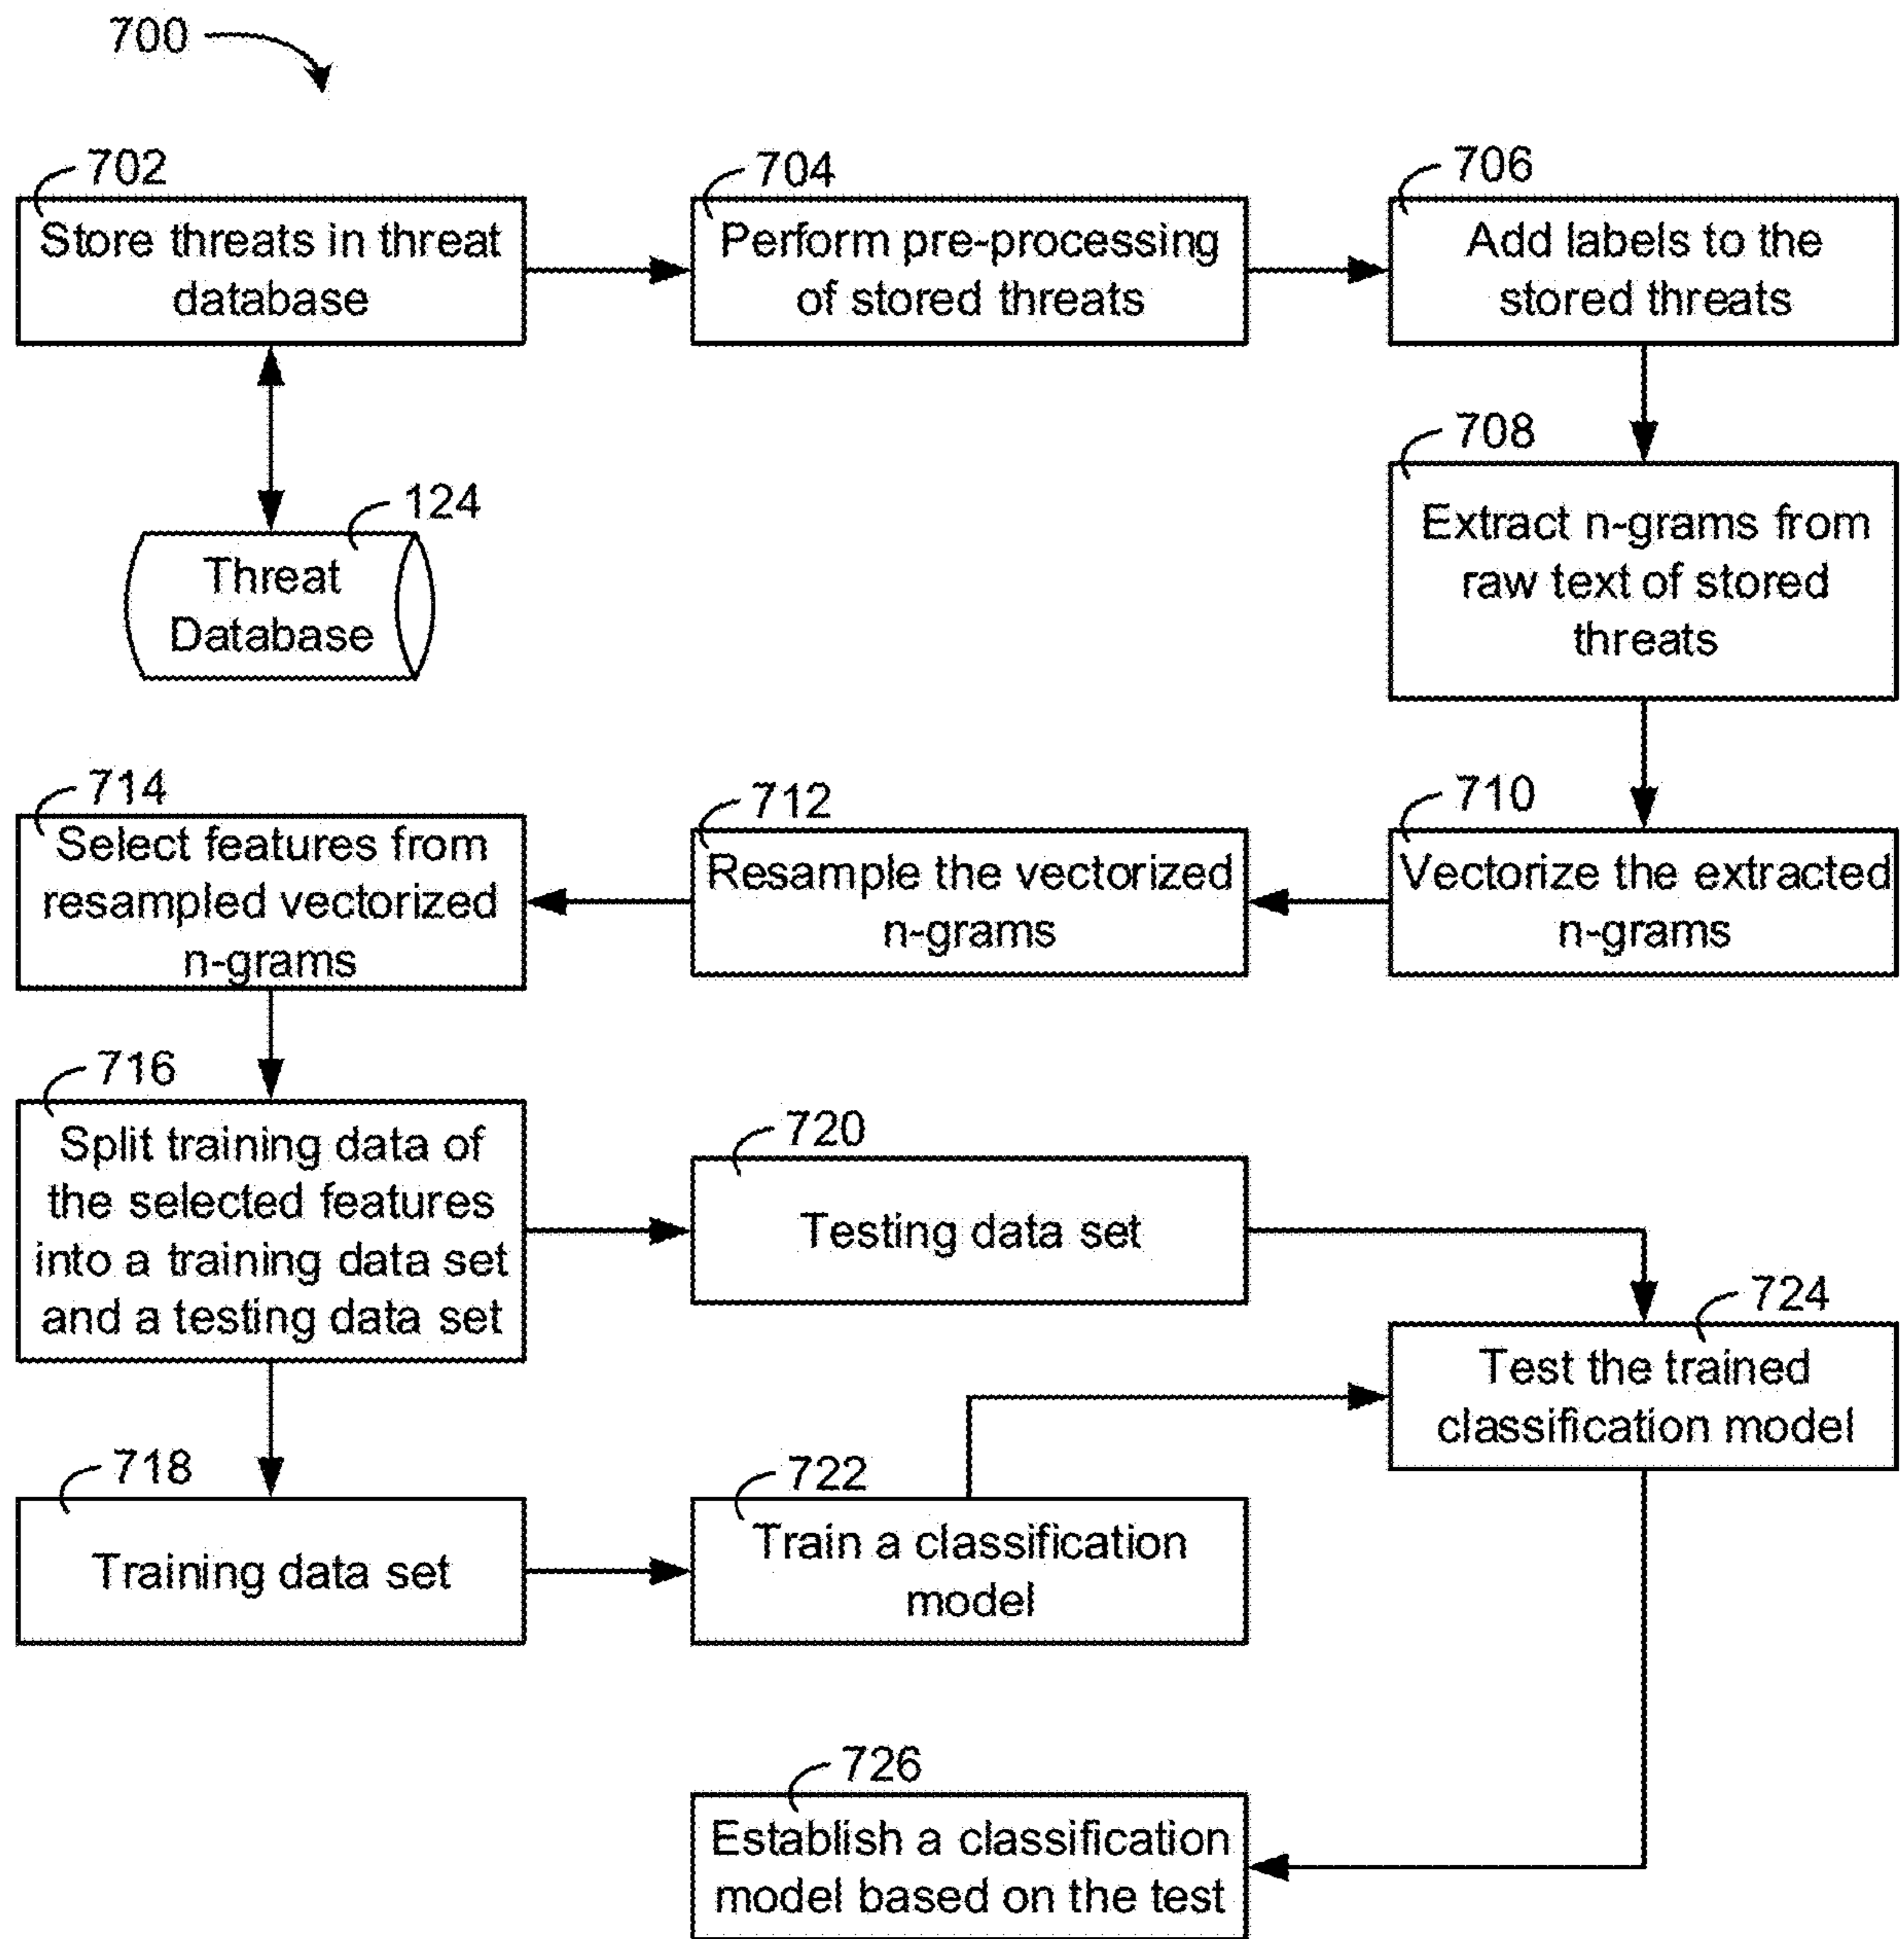 700
702
Store threats in threat
database
704
Perform pre-processing
of stored threats
706
Add labels to the
stored threats
124
Threat
Database
708
Extract n-grams from
raw text of stored
threats
714
Select features from
resampled vectorized
n-grams
712
Resample the vectorized
n-grams
710
Vectorize the extracted
n-grams
716
Split training data of
the selected features
into a training data set
and a testing data set
720
Testing data set
724
Test the trained
classification model
718
Training data set
722
Train a classification
model
726
Establish a classification
model based on the test